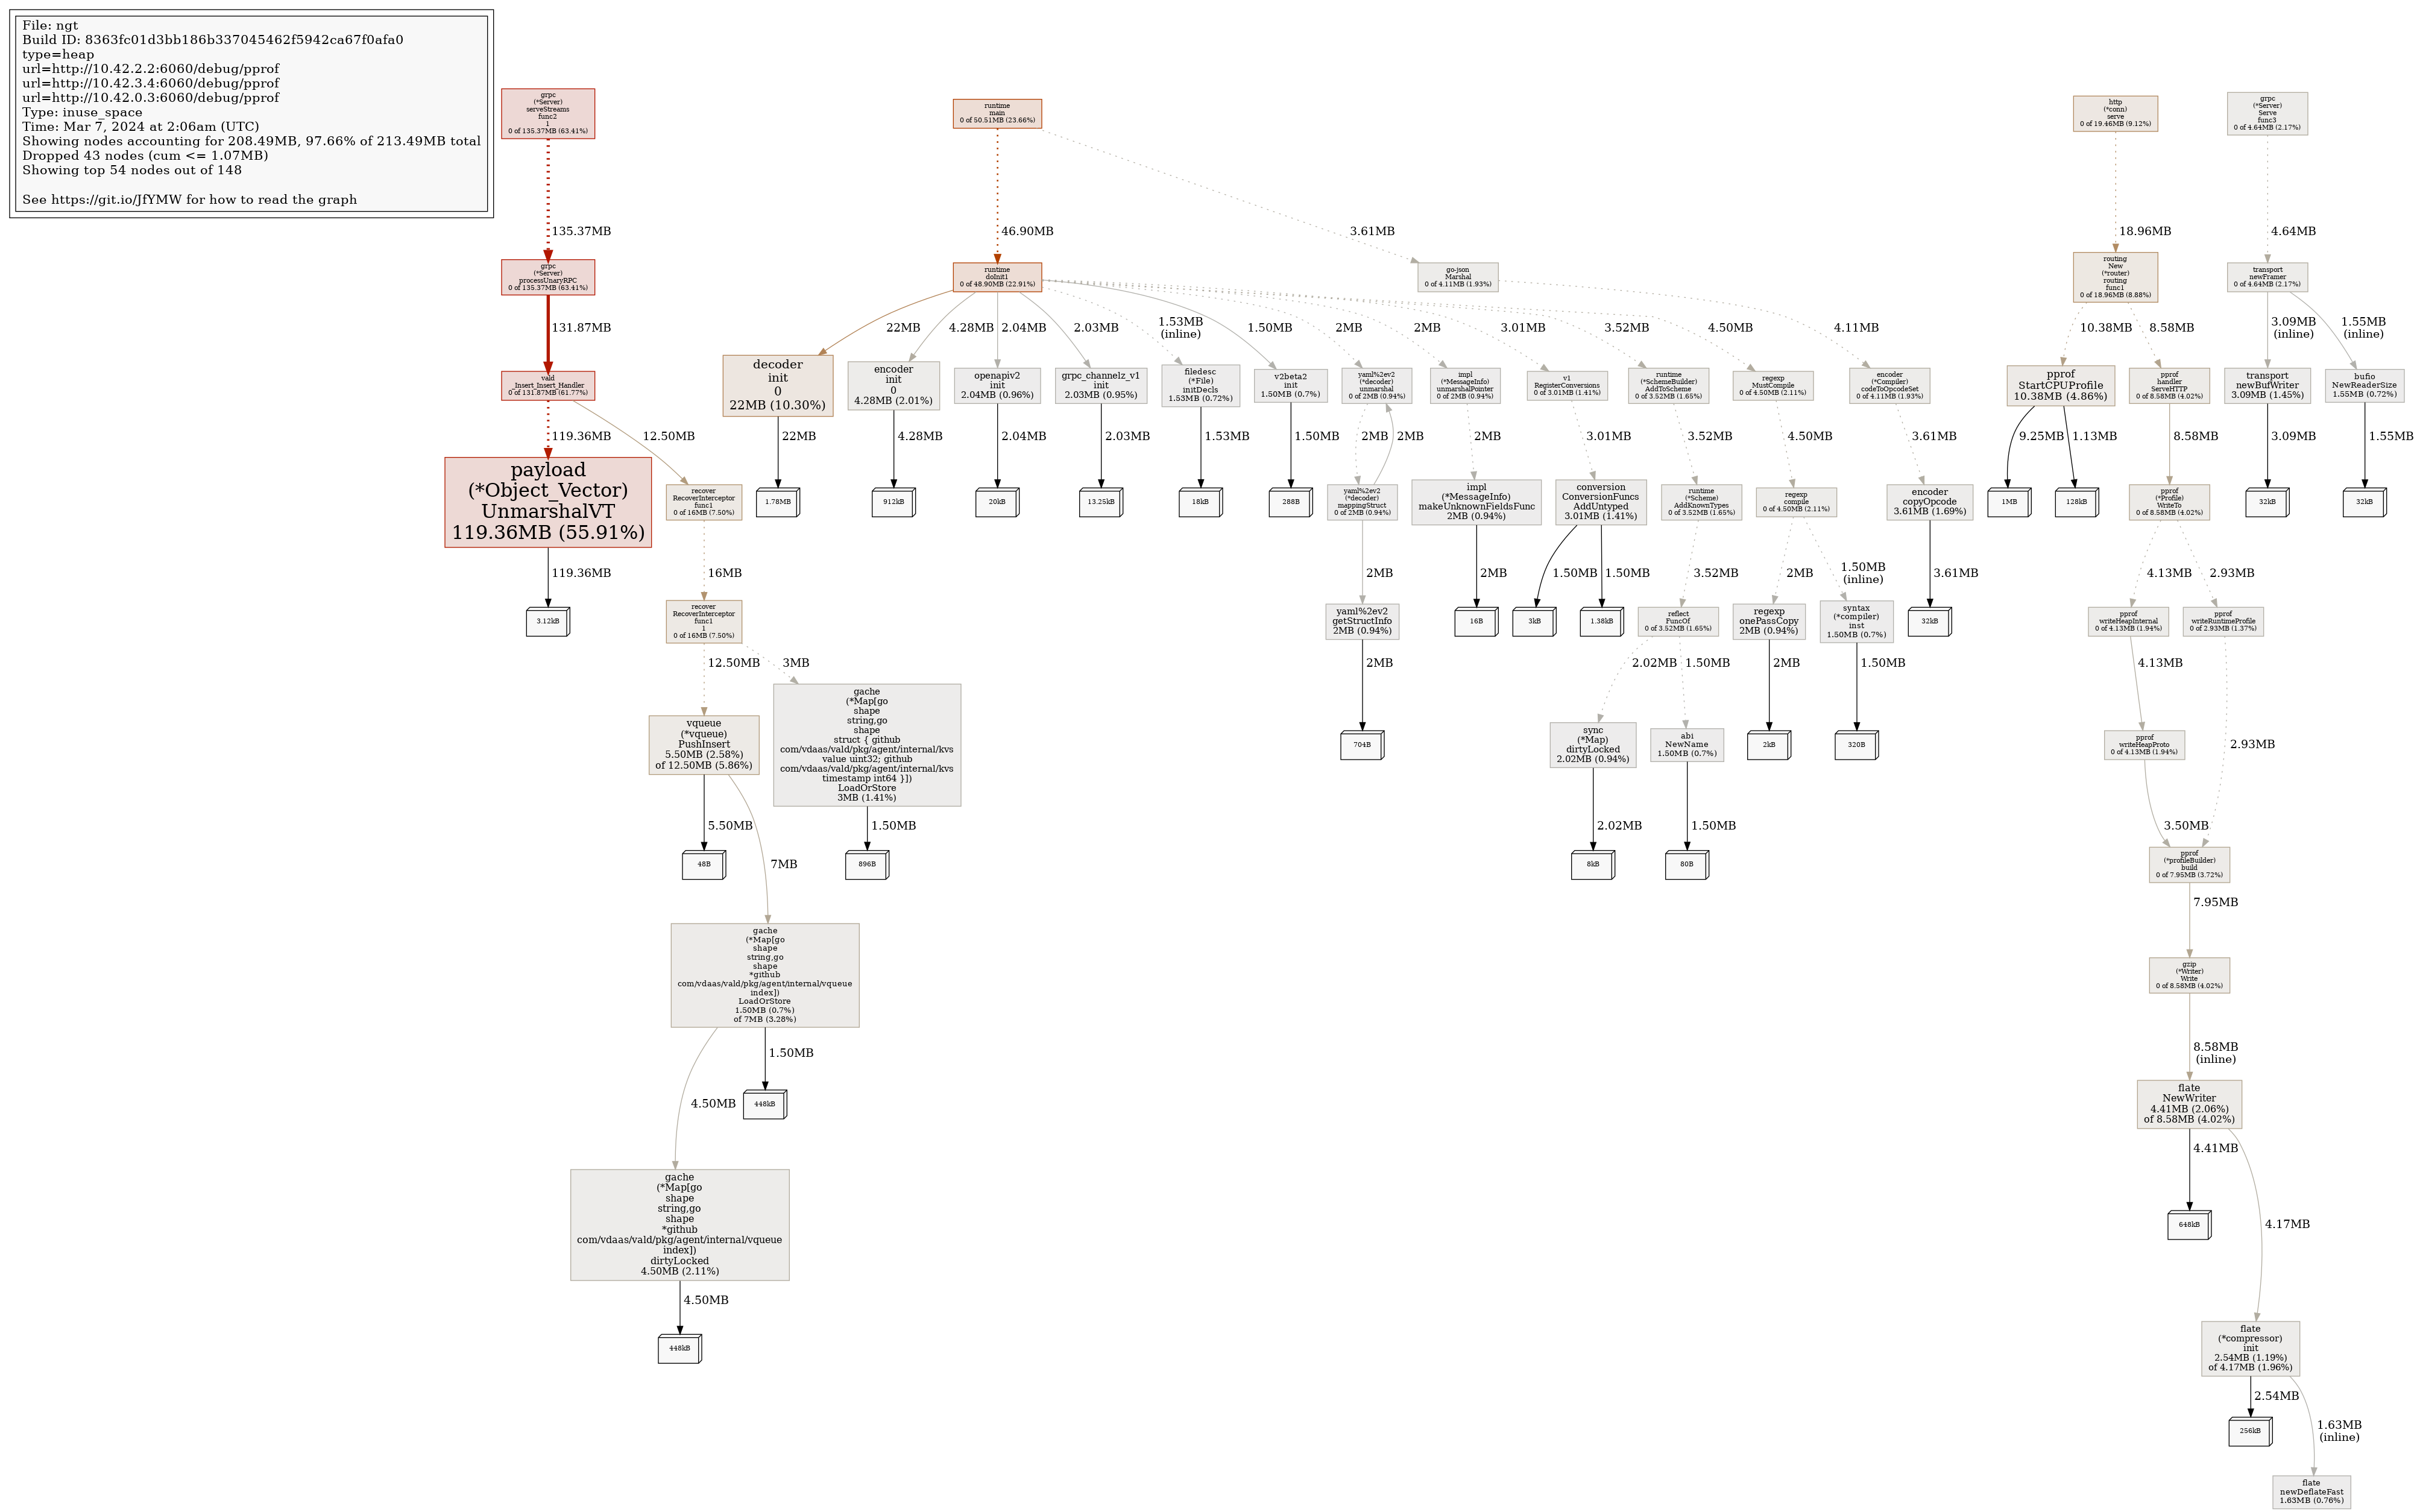 File: ngt
Build ID: 8363fc01d3bb186b337045462f5942ca67f0afa0
type=heap
url=http://10.42.2.2:6060/debug/pprof
url=http://10.42.3.4:6060/debug/pprof
url=http://10.42.0.3:6060/debug/pprof
Type: inuse_space
Time: Mar 7, 2024 at 2:06am (UTC)
Showing nodes accounting for 208.49MB, 97.66% of 213.49MB total
Dropped 43 nodes (cum <= 1.07MB)
Showing top 54 nodes out of 148
See https://git.io/JfYMW for how to read the graph
grpc
(*Server)
serveStreams
func2
1
0 of 135.37MB (63.41%)
135.37MB
grpc
(*Server)
processUnaryRPC
0 of 135.37MB (63.41%)
131.87MB
vald
_Insert_Insert_Handler
0 of 131.87MB (61.77%)
119.36MB
12.50MB
payload
(*Object_Vector)
UnmarshalVT
119.36MB (55.91%)
119.36MB
3.12kB
recover
RecoverInterceptor
func1
0 of 16MB (7.50%)
16MB
recover
RecoverInterceptor
func1
1
0 of 16MB (7.50%)
12.50MB
3MB
vqueue
(*vqueue)
PushInsert
5.50MB (2.58%)
of 12.50MB (5.86%)
5.50MB
48B
7MB
gache
(*Map[go
shape
string,go
shape
struct { github
com/vdaas/vald/pkg/agent/internal/kvs
value uint32; github
com/vdaas/vald/pkg/agent/internal/kvs
timestamp int64 }])
LoadOrStore
3MB (1.41%)
1.50MB
896B
gache
(*Map[go
shape
string,go
shape
*github
com/vdaas/vald/pkg/agent/internal/vqueue
index])
LoadOrStore
1.50MB (0.7%)
of 7MB (3.28%)
1.50MB
448kB
4.50MB
gache
(*Map[go
shape
string,go
shape
*github
com/vdaas/vald/pkg/agent/internal/vqueue
index])
dirtyLocked
4.50MB (2.11%)
4.50MB
448kB
runtime
main
0 of 50.51MB (23.66%)
46.90MB
3.61MB
runtime
doInit1
0 of 48.90MB (22.91%)
go-json
Marshal
0 of 4.11MB (1.93%)
22MB
4.28MB
2.04MB
2.03MB
1.53MB
(inline)
1.50MB
2MB
2MB
3.01MB
3.52MB
4.50MB
4.11MB
decoder
init
0
22MB (10.30%)
22MB
1.78MB
encoder
init
0
4.28MB (2.01%)
4.28MB
912kB
openapiv2
init
2.04MB (0.96%)
2.04MB
20kB
grpc_channelz_v1
init
2.03MB (0.95%)
2.03MB
13.25kB
filedesc
(*File)
initDecls
1.53MB (0.72%)
1.53MB
18kB
v2beta2
init
1.50MB (0.7%)
1.50MB
288B
yaml%2ev2
(*decoder)
unmarshal
0 of 2MB (0.94%)
2MB
2MB
yaml%2ev2
(*decoder)
mappingStruct
0 of 2MB (0.94%)
2MB
yaml%2ev2
getStructInfo
2MB (0.94%)
2MB
704B
impl
(*MessageInfo)
unmarshalPointer
0 of 2MB (0.94%)
2MB
impl
(*MessageInfo)
makeUnknownFieldsFunc
2MB (0.94%)
2MB
16B
v1
RegisterConversions
0 of 3.01MB (1.41%)
3.01MB
conversion
ConversionFuncs
AddUntyped
3.01MB (1.41%)
1.50MB
1.50MB
3kB
1.38kB
runtime
(*SchemeBuilder)
AddToScheme
0 of 3.52MB (1.65%)
3.52MB
runtime
(*Scheme)
AddKnownTypes
0 of 3.52MB (1.65%)
3.52MB
reflect
FuncOf
0 of 3.52MB (1.65%)
2.02MB
1.50MB
sync
(*Map)
dirtyLocked
2.02MB (0.94%)
2.02MB
8kB
abi
NewName
1.50MB (0.7%)
1.50MB
80B
regexp
MustCompile
0 of 4.50MB (2.11%)
4.50MB
regexp
compile
0 of 4.50MB (2.11%)
2MB
1.50MB
(inline)
regexp
onePassCopy
2MB (0.94%)
2MB
2kB
syntax
(*compiler)
inst
1.50MB (0.7%)
1.50MB
320B
encoder
(*Compiler)
codeToOpcodeSet
0 of 4.11MB (1.93%)
3.61MB
encoder
copyOpcode
3.61MB (1.69%)
3.61MB
32kB
http
(*conn)
serve
0 of 19.46MB (9.12%)
18.96MB
routing
New
(*router)
routing
func1
0 of 18.96MB (8.88%)
10.38MB
8.58MB
pprof
StartCPUProfile
10.38MB (4.86%)
9.25MB
1.13MB
1MB
128kB
pprof
handler
ServeHTTP
0 of 8.58MB (4.02%)
8.58MB
pprof
(*Profile)
WriteTo
0 of 8.58MB (4.02%)
4.13MB
2.93MB
pprof
writeHeapInternal
0 of 4.13MB (1.94%)
4.13MB
pprof
writeRuntimeProfile
0 of 2.93MB (1.37%)
2.93MB
pprof
writeHeapProto
0 of 4.13MB (1.94%)
3.50MB
pprof
(*profileBuilder)
build
0 of 7.95MB (3.72%)
7.95MB
gzip
(*Writer)
Write
0 of 8.58MB (4.02%)
8.58MB
(inline)
flate
NewWriter
4.41MB (2.06%)
of 8.58MB (4.02%)
4.41MB
648kB
4.17MB
flate
(*compressor)
init
2.54MB (1.19%)
of 4.17MB (1.96%)
2.54MB
256kB
1.63MB
(inline)
flate
newDeflateFast
1.63MB (0.76%)
grpc
(*Server)
Serve
func3
0 of 4.64MB (2.17%)
4.64MB
transport
newFramer
0 of 4.64MB (2.17%)
3.09MB
(inline)
1.55MB
(inline)
transport
newBufWriter
3.09MB (1.45%)
3.09MB
32kB
bufio
NewReaderSize
1.55MB (0.72%)
1.55MB
32kB